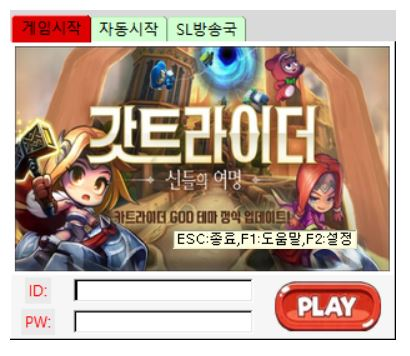 게임시작 자동시작 SL방송국
갓트라이더
신들의 여명
카트라이더 GOD 테마 정식 업데이트!
ESC:종료,F1:도움말,F2:설정
ID:
PW:
PLAY